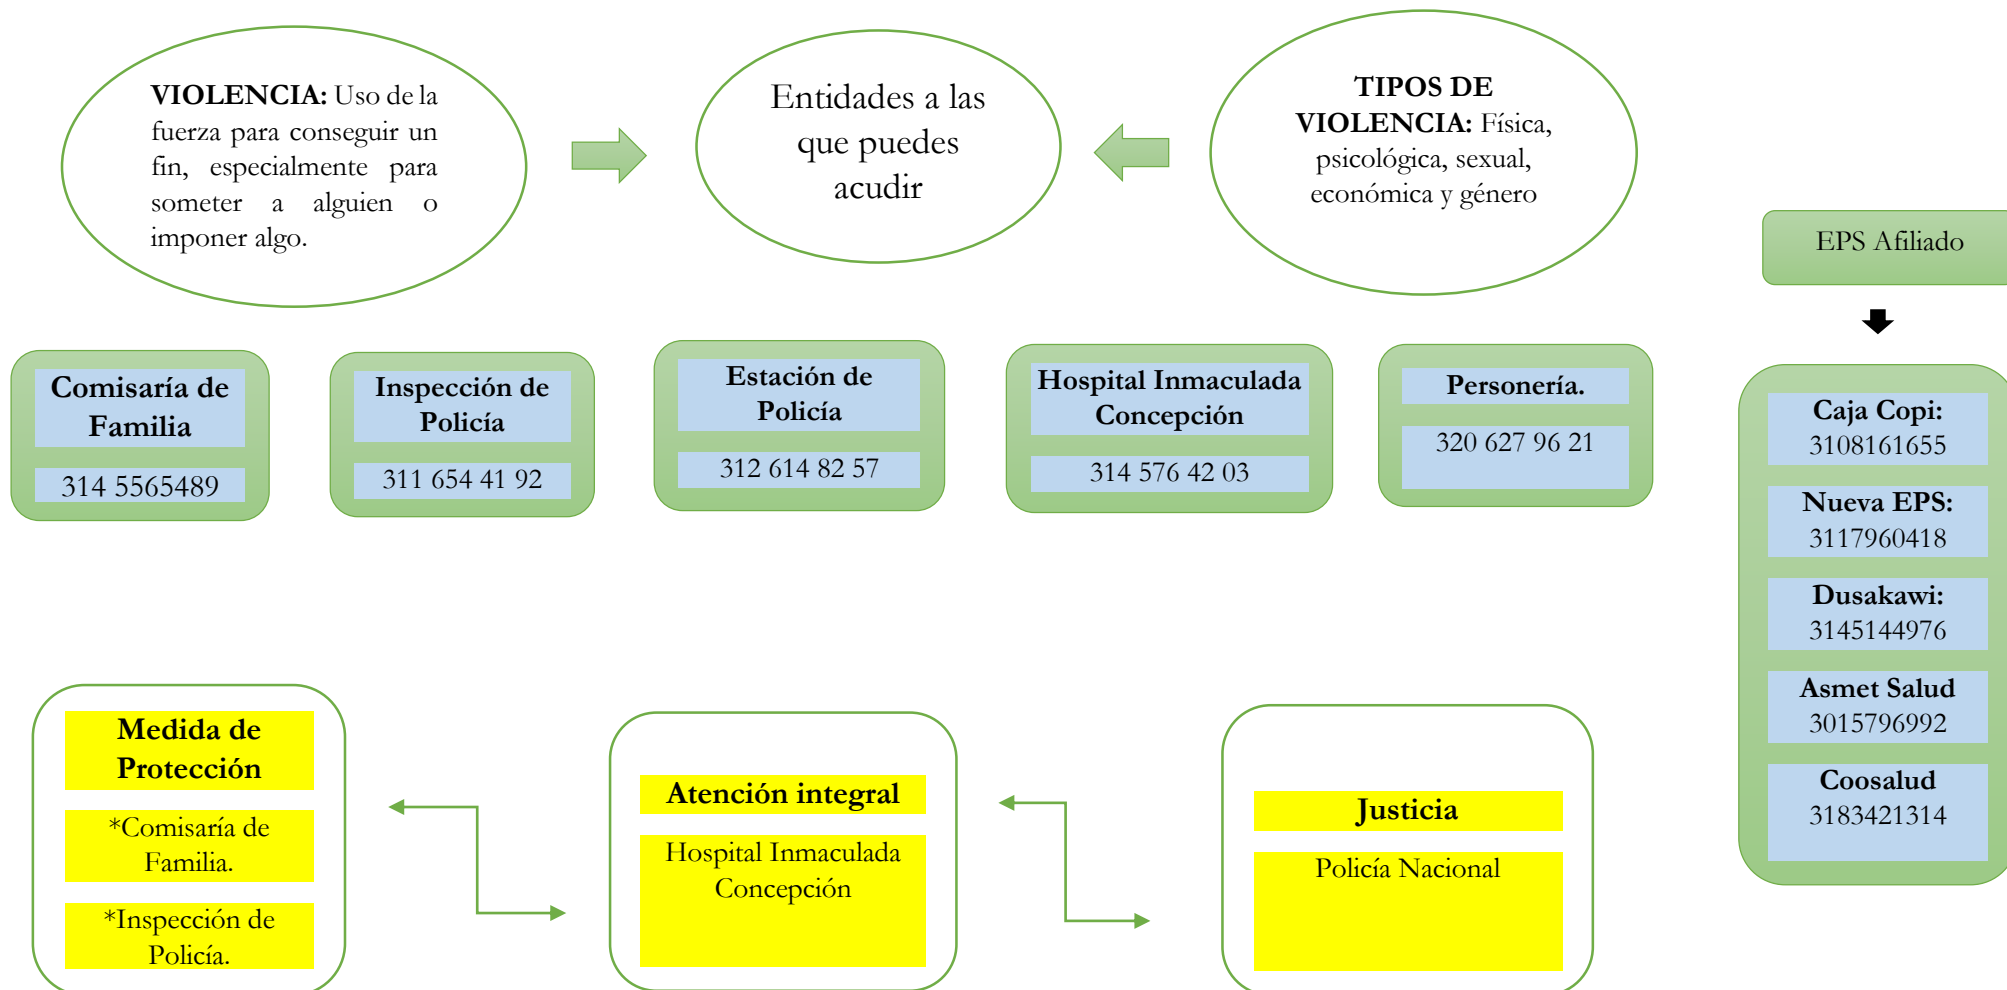 VIOLENCIA: Uso de la
fuerza para conseguir un
fin, especialmente para
someter a alguien o
imponer algo.
Entidades a las
que puedes
acudir
TIPOS DE
VIOLENCIA: Física,
psicológica, sexual,
económica y género
EPS Afiliado
Comisaría de
Familia
314 5565489
Inspección de
Policía
311 654 41 92
Estación de
Policía
312 614 82 57
Hospital Inmaculada
Concepción
314 576 42 03
Personería.
320 627 96 21
Caja Copi:
3108161655
Nueva EPS:
3117960418
Dusakawi:
3145144976
Asmet Salud
3015796992
Coosalud
3183421314
Medida de
Protección
*Comisaría de
Familia.
*Inspección de
Policía.
Atención integral
Hospital Inmaculada
Concepción
Justicia
Policía Nacional